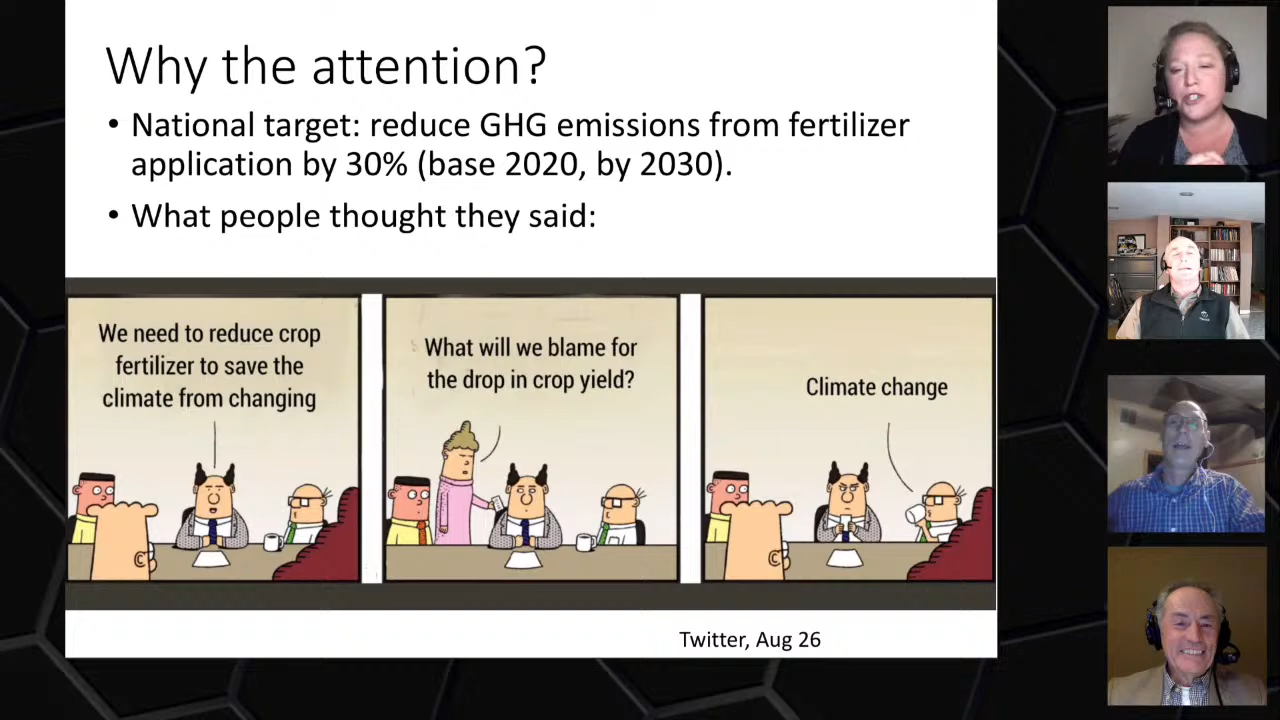 Why the attention?
• National target: reduce GHG emissions from fertilizer
application by 30% (base 2020, by 2030).
• What people thought they said:
We need to reduce crop
fertilizer to save the
climate from changing
What will we blame for
the drop in crop yield?
Climate change
Twitter, Aug 26